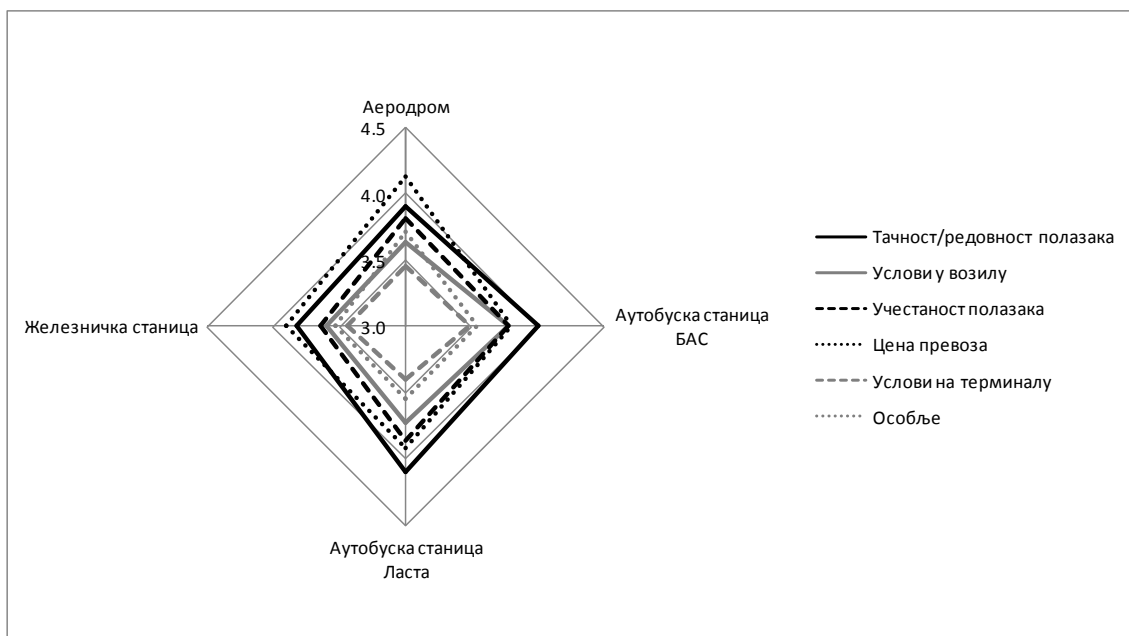 Аеродром
4.5
4.0
3.5
3.0
Железничка станица
Аутобуска станица
БАС
Аутобуска станица
Ласта
Тачност/редовност полазака
Услови у возилу
Учестаност полазака
Цена превоза
Услови на терминалу
Особље